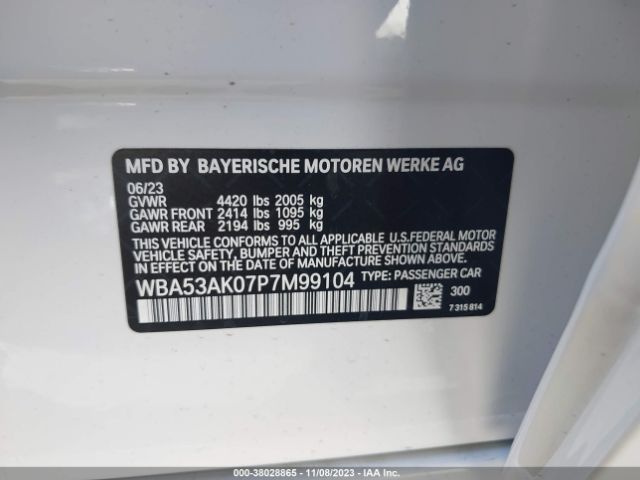 MFD BY BAYERISCHE MOTOREN WERKE AG
06/23
GVWR 4420 lbs 2005 kg
GAWR FRONT 2414 lbs 1095 kg
GAWR REAR 2194 lbs 995 kg
THIS VEHICLE CONFORMS TO ALL APPLICABLE U.S.FEDERAL MOTOR
VEHICLE SAFETY, BUMPER AND THEFT PREVENTION STANDARDS
IN EFFECT ON THE DATE OF MANUFACTURE SHOWN ABOVE.
WBA53AK07P7M99104 TYPE: PASSENGER CAR
300
7 315 814
000-38028865 - 11/08/2023 - IAA Inc.